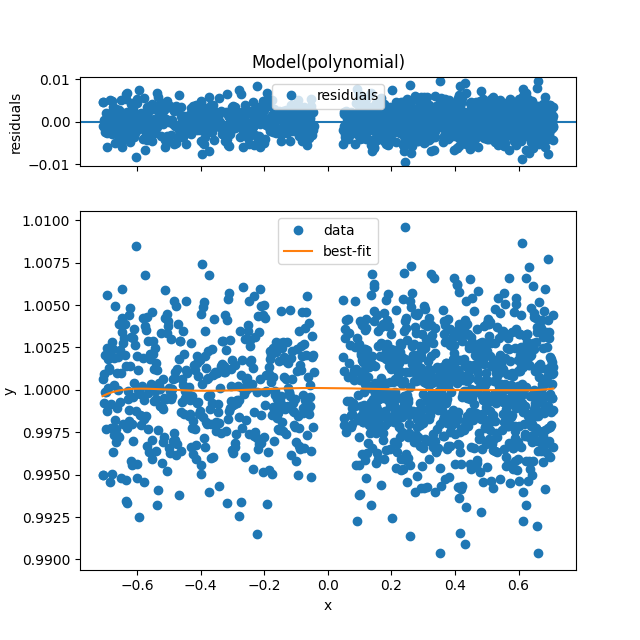 Model(polynomial)
0.01
0.00
−0.01
residuals
residuals
1.0100
1.0075
1.0050
1.0025
1.0000
0.9975
0.9950
0.9925
0.9900
y
data
best-fit
−0.6 −0.4 −0.2 0.0 0.2 0.4 0.6
x